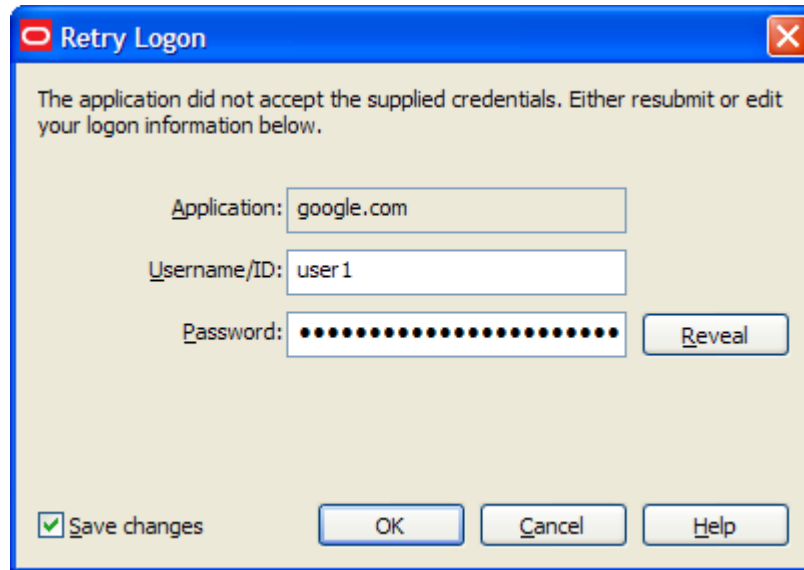 Retry Logon
The application did not accept the supplied credentials. Either resubmit or edit
your logon information below.
Application: google.com
Username/ID: user1
Password: ••••••••••••••••••••••• Reveal
Save changes OK Cancel Help